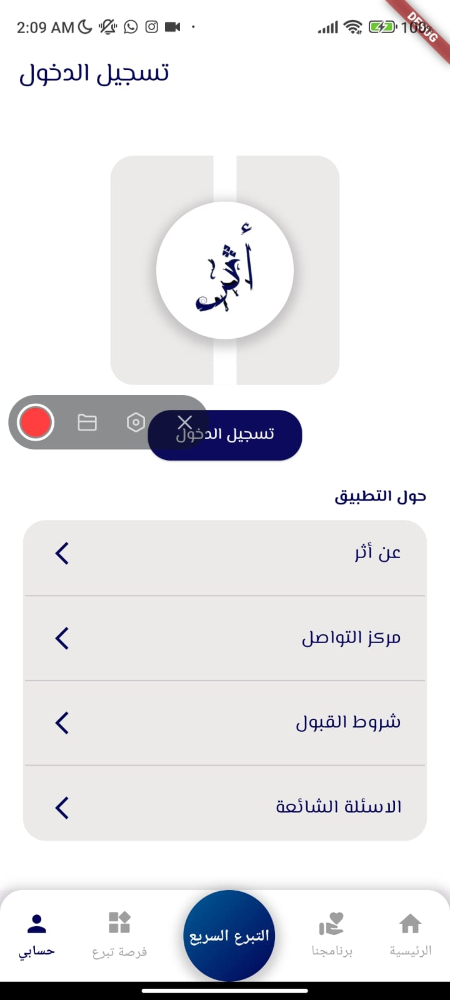 2:09 AM
100%
DEBUG
تسجيل الدخول
أثر
تسجيل الدخول
حول التطبيق
عن أثر
مركز التواصل
شروط القبول
الاسئلة الشائعة
الرئيسية
برنامجنا
التبرع السريع
فرصة تبرع
حسابي